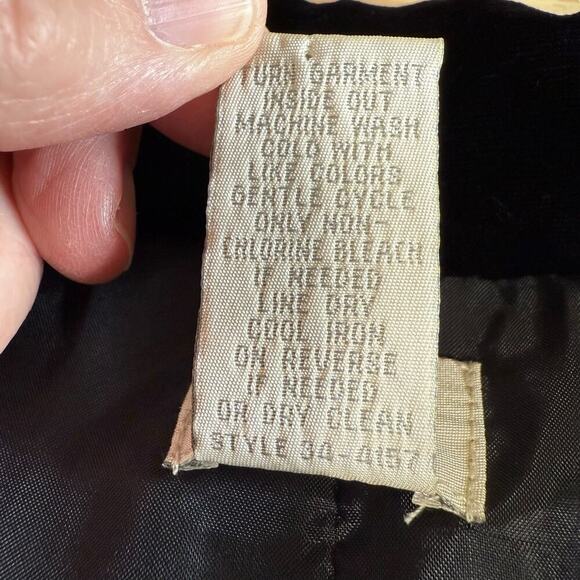 TURN GARMENT
INSIDE OUT
MACHINE WASH
COLD WITH
LIKE COLORS
GENTLE CYCLE
ONLY NON-
CHLORINE BLEACH
IF NEEDED
LINE DRY
COOL IRON
ON REVERSE
IF NEEDED
OR DRY CLEAN
STYLE 34-4157